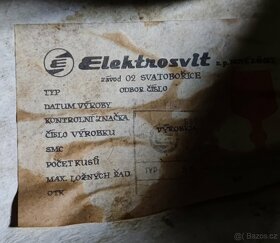 Elektrosvit
závod 02 SVATOBOŘICE
TYP ODBOR ČÍSLO
DATUM VÝROBY
KONTROLNÍ ZNAČKA
ČÍSLO VÝROBKU
SMC
POČET KUSŮ TYP
MAX. LOŽNÝCH ŘAD
OTK
Bazos.cz